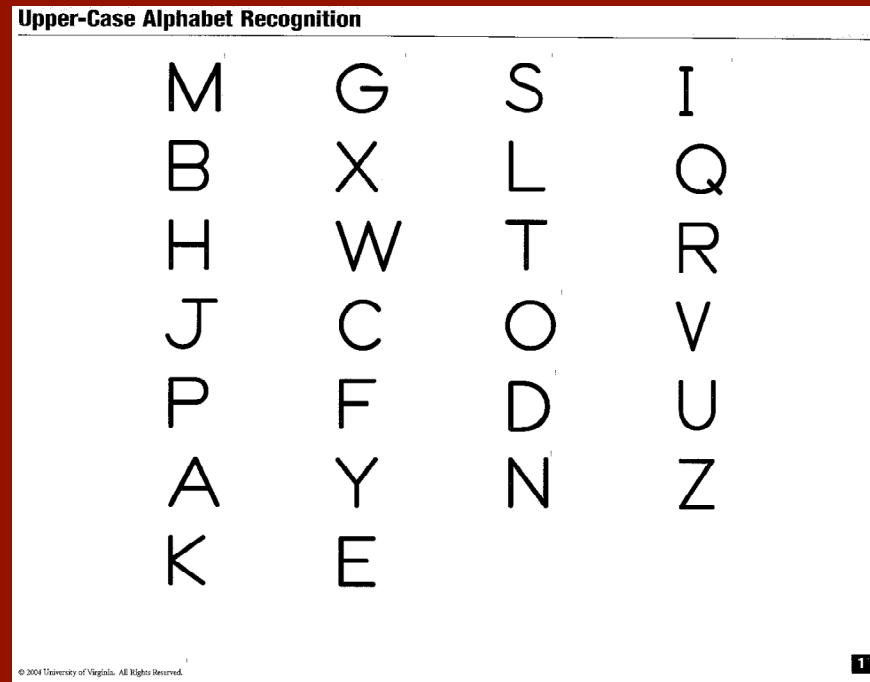 Upper-Case Alphabet Recognition
M G S I
B X L Q
H W T R
J C O V
P F D U
A Y N Z
K E
© 2004 University of Virginia. All Rights Reserved.
1